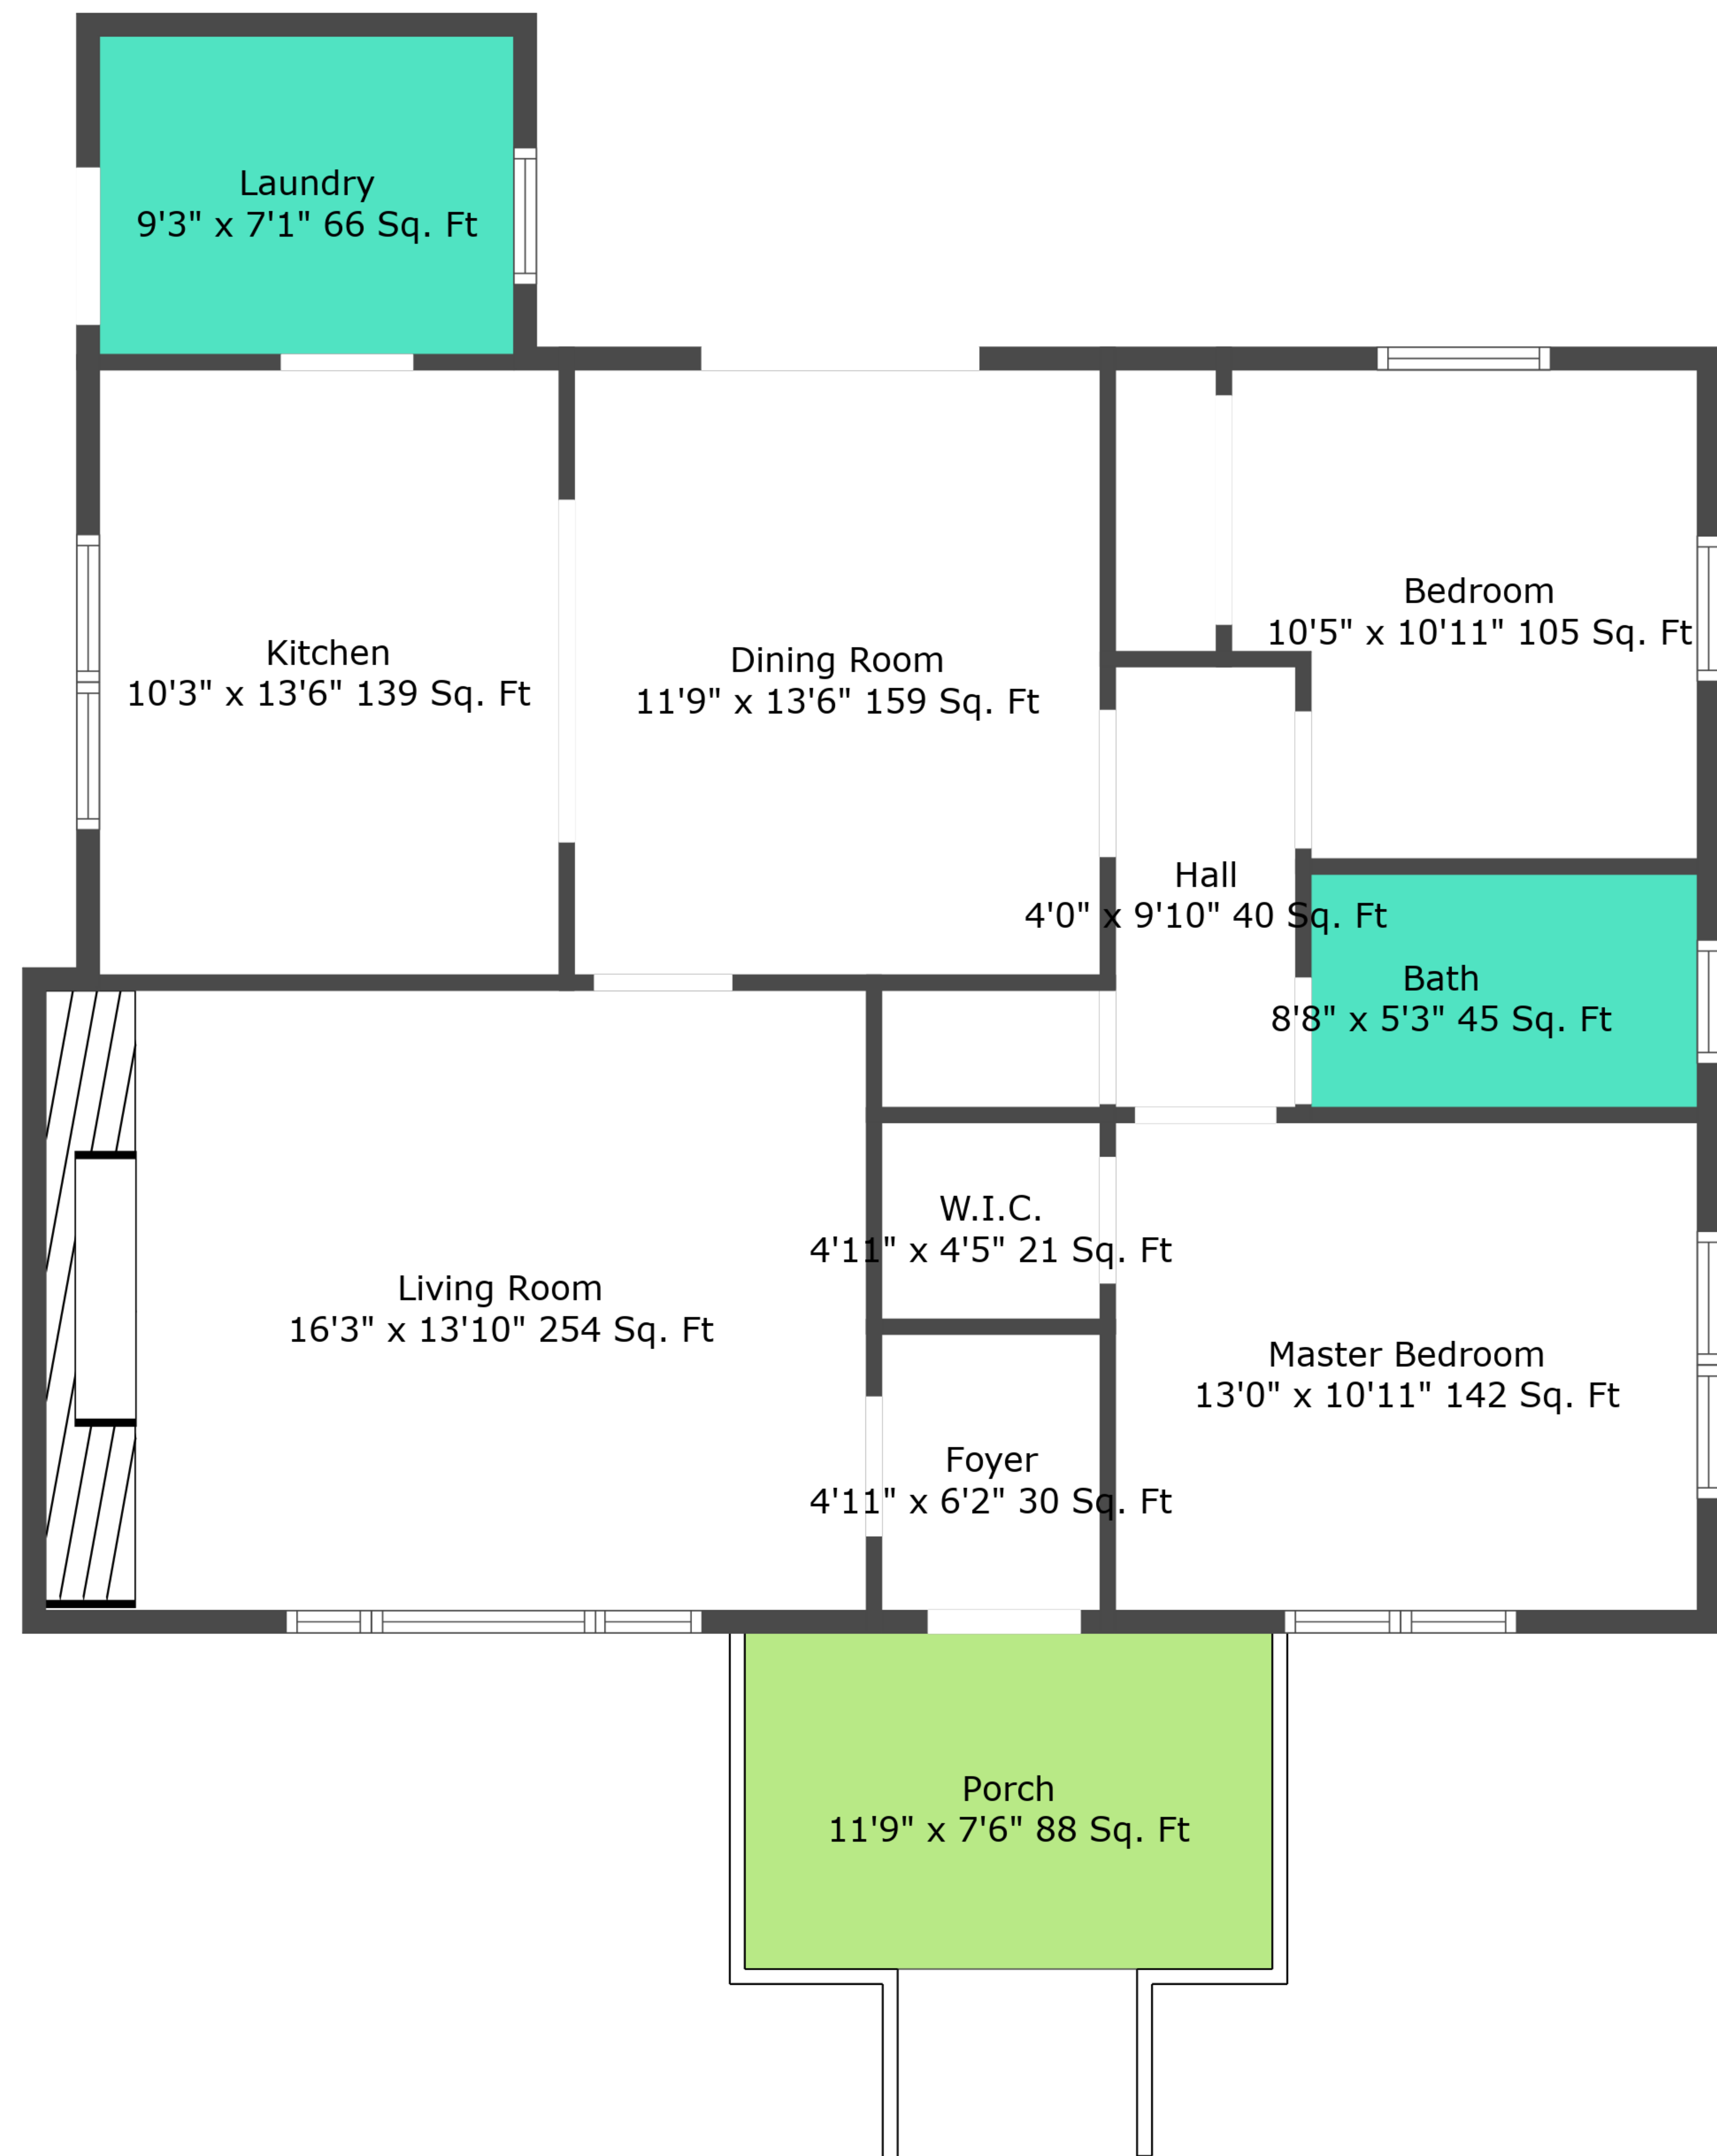 Laundry
9'3" x 7'1" 66 Sq. Ft
Bedroom
10'5" x 10'11" 105 Sq. Ft
Kitchen
10'3" x 13'6" 139 Sq. Ft
Dining Room
11'9" x 13'6" 159 Sq. Ft
Hall
4'0" x 9'10" 40 Sq. Ft
Bath
8'8" x 5'3" 45 Sq. Ft
W.I.C.
4'11" x 4'5" 21 Sq. Ft
Living Room
16'3" x 13'10" 254 Sq. Ft
Master Bedroom
13'0" x 10'11" 142 Sq. Ft
Foyer
4'11" x 6'2" 30 Sq. Ft
Porch
11'9" x 7'6" 88 Sq. Ft